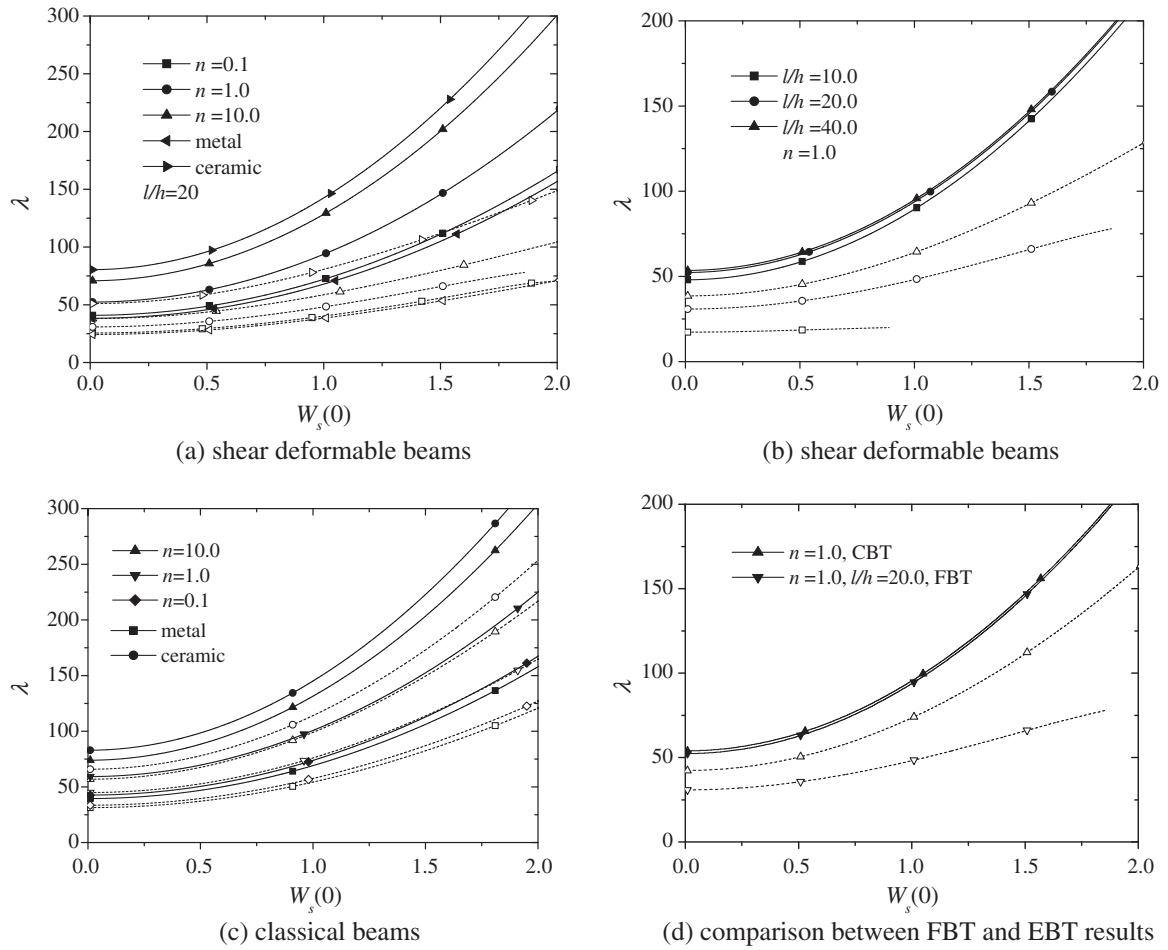 300
250
200
150
100
50
0
λ
n =0.1
n =1.0
n =10.0
metal
ceramic
l/h=20
0.0 0.5 1.0 1.5 2.0
W_s(0)
(a) shear deformable beams
200
150
100
50
0
λ
l/h =10.0
l/h =20.0
l/h =40.0
n =1.0
0.0 0.5 1.0 1.5 2.0
W_s(0)
(b) shear deformable beams
300
250
200
150
100
50
0
λ
n=10.0
n=1.0
n=0.1
metal
ceramic
0.0 0.5 1.0 1.5 2.0
W_s(0)
(c) classical beams
200
150
100
50
0
λ
n =1.0, CBT
n =1.0, l/h =20.0, FBT
0.0 0.5 1.0 1.5 2.0
W_s(0)
(d) comparison between FBT and EBT results